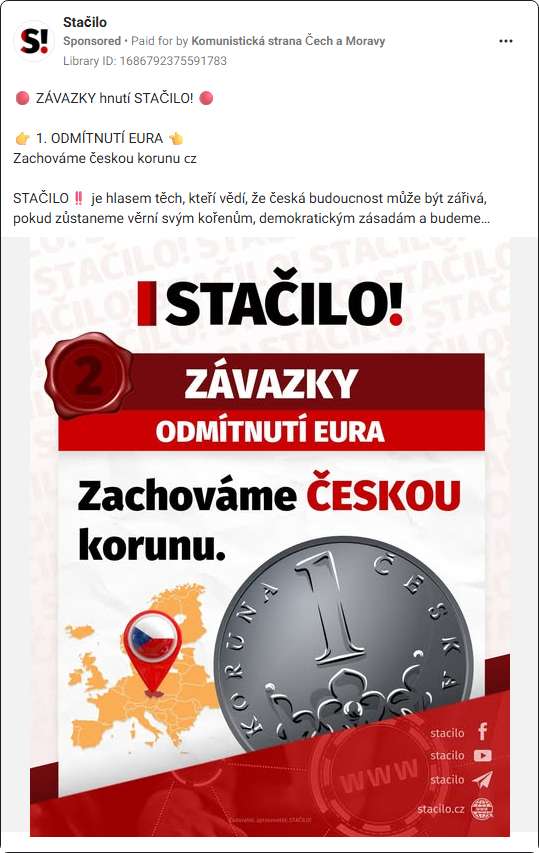 S!
Stačilo
Sponsored • Paid for by Komunistická strana Čech a Moravy
Library ID: 1686792375591783
🔴 ZÁVAZKY hnutí STAČILO! 🔴
👉 1. ODMÍTNUTÍ EURA 👈
Zachováme českou korunu cz
STAČILO‼️ je hlasem těch, kteří vědí, že česká budoucnost může být zářivá,
pokud zůstaneme věrní svým kořenům, demokratickým zásadám a budeme...
STAČILO!
2
ZÁVAZKY
ODMÍTNUTÍ EURA
Zachováme ČESKOU
korunu.
1
KORUNA ČESKÁ
www
stacilo
stacilo
stacilo
stacilo.cz
Zadavatel, zpracovatel, STAČILO!